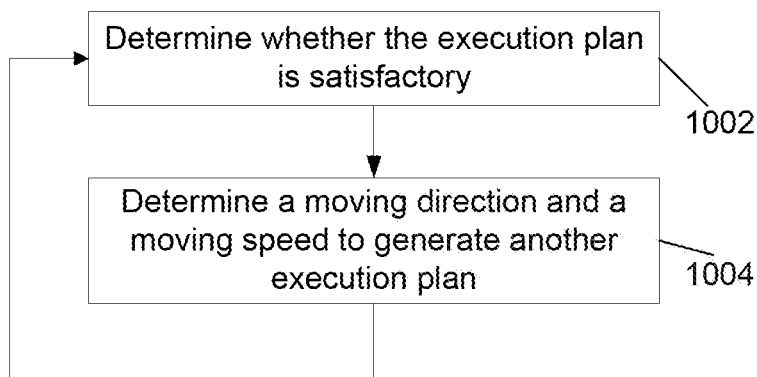 Determine whether the execution plan
is satisfactory
1002
Determine a moving direction and a
moving speed to generate another
execution plan
1004